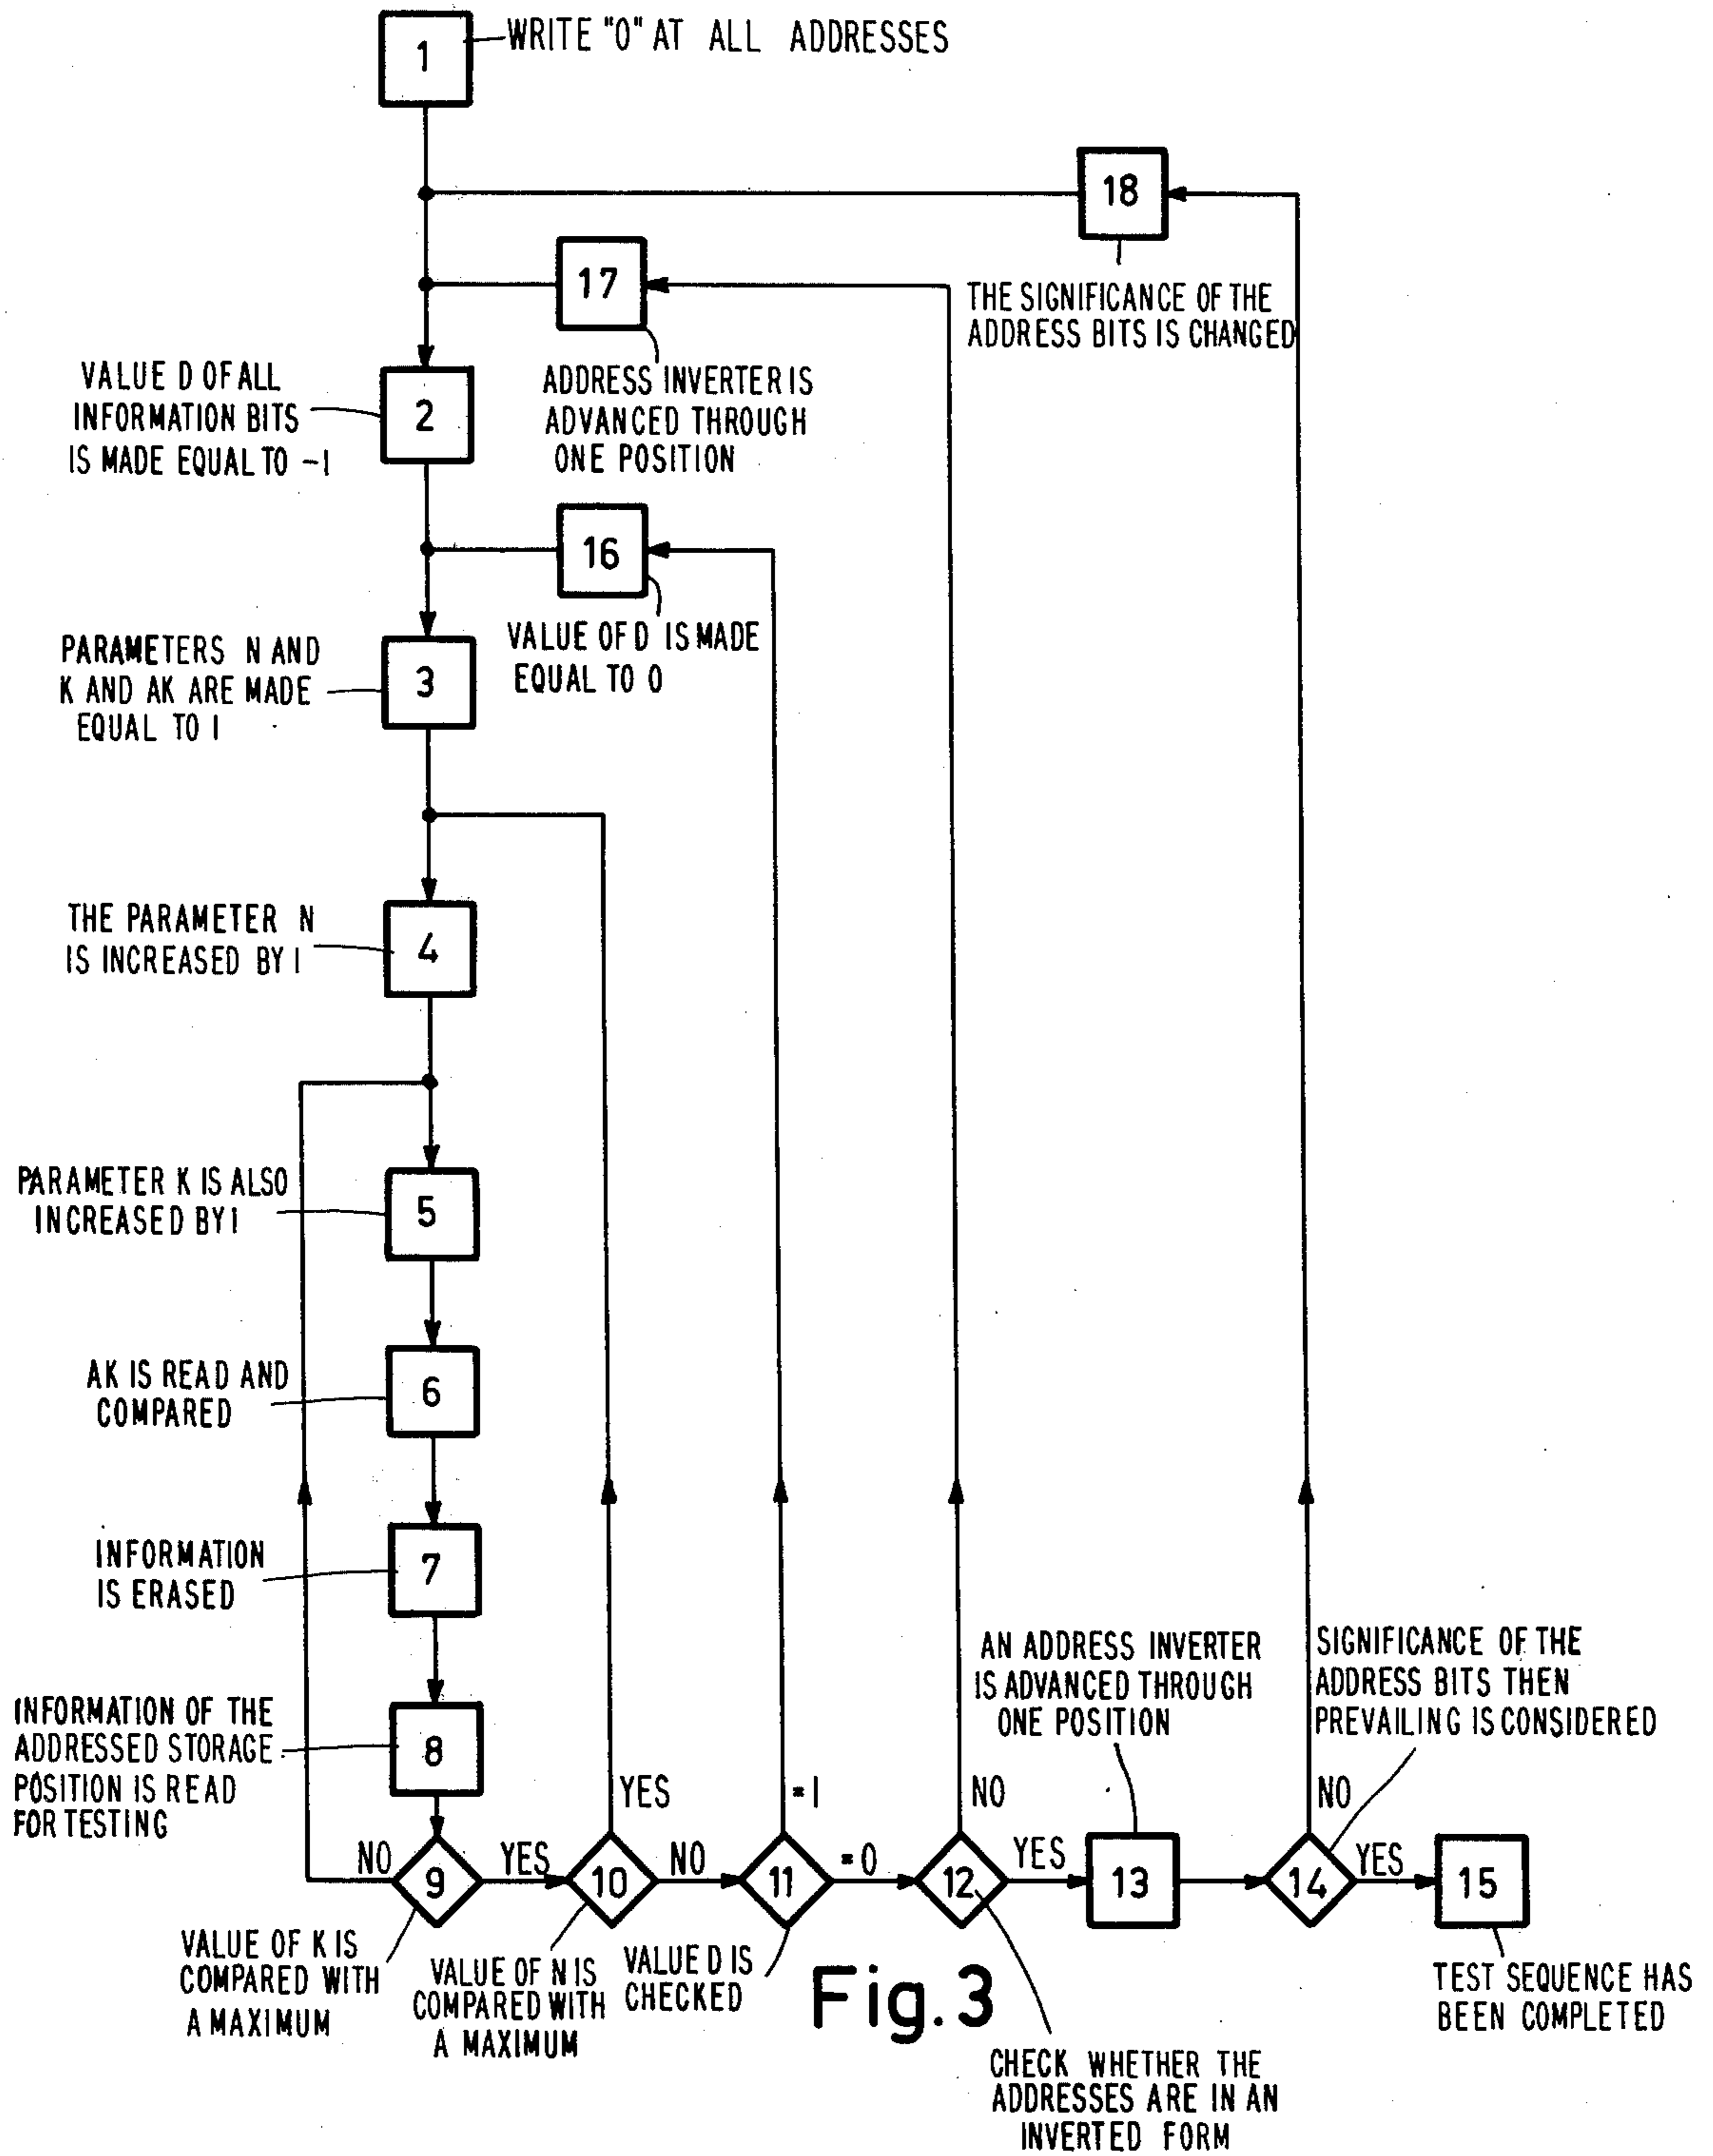 1
WRITE "0" AT ALL ADDRESSES
18
17
THE SIGNIFICANCE OF THE
ADDRESS BITS IS CHANGED
VALUE D OF ALL
INFORMATION BITS
IS MADE EQUAL TO -1
2
ADDRESS INVERTER IS
ADVANCED THROUGH
ONE POSITION
16
PARAMETERS N AND
K AND AK ARE MADE
EQUAL TO 1
3
VALUE OF D IS MADE
EQUAL TO 0
THE PARAMETER N
IS INCREASED BY 1
4
PARAMETER K IS ALSO
INCREASED BY 1
5
AK IS READ AND
COMPARED
6
INFORMATION
IS ERASED
7
AN ADDRESS INVERTER
IS ADVANCED THROUGH
ONE POSITION
SIGNIFICANCE OF THE
ADDRESS BITS THEN
PREVAILING IS CONSIDERED
INFORMATION OF THE
ADDRESSED STORAGE
POSITION IS READ
FOR TESTING
8
YES
=1
NO
NO
NO
9
YES
10
NO
11
=0
12
YES
13
14
YES
15
VALUE OF K IS
COMPARED WITH
A MAXIMUM
VALUE OF N IS
COMPARED WITH
A MAXIMUM
VALUE D IS
CHECKED
Fig. 3
TEST SEQUENCE HAS
BEEN COMPLETED
CHECK WHETHER THE
ADDRESSES ARE IN AN
INVERTED FORM